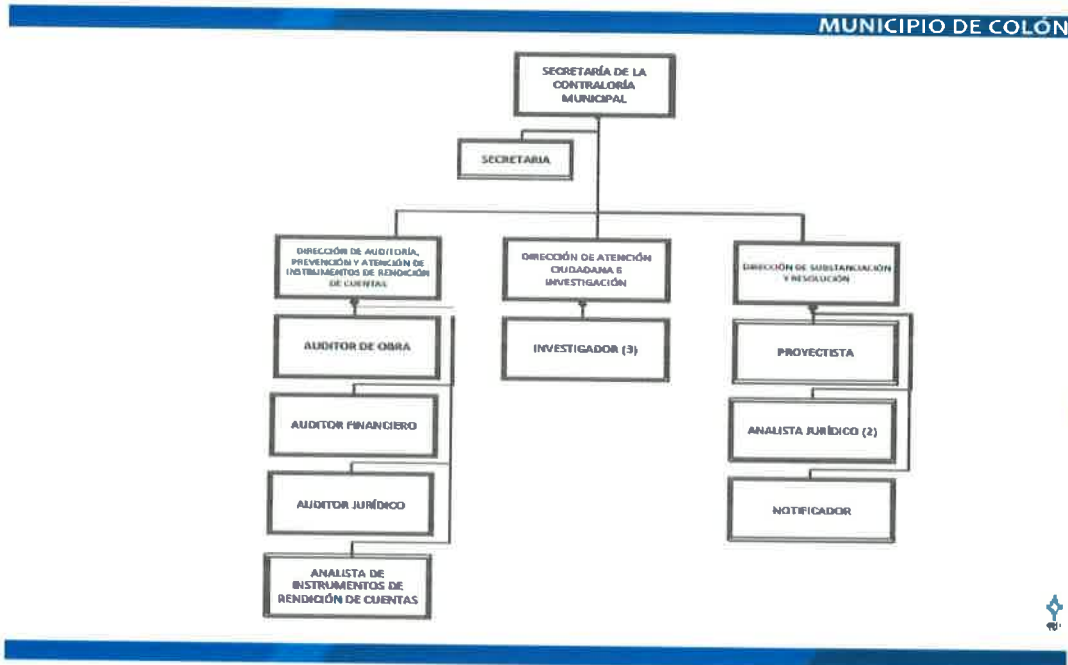 MUNICIPIO DE COLÓN
SECRETARÍA DE LA
CONTRALORÍA
MUNICIPAL
SECRETARIA
DIRECCIÓN DE AUDITORÍA,
PREVENCIÓN Y ATENCIÓN DE
INSTRUMENTOS DE RENDICIÓN
DE CUENTAS
AUDITOR DE OBRA
AUDITOR FINANCIERO
AUDITOR JURÍDICO
ANALISTA DE
INSTRUMENTOS DE
RENDICIÓN DE CUENTAS
DIRECCIÓN DE ATENCIÓN
CIUDADANA E
INVESTIGACIÓN
INVESTIGADOR (3)
DIRECCIÓN DE SUBSTANCIACIÓN
Y RESOLUCIÓN
PROYECTISTA
ANALISTA JURÍDICO (2)
NOTIFICADOR